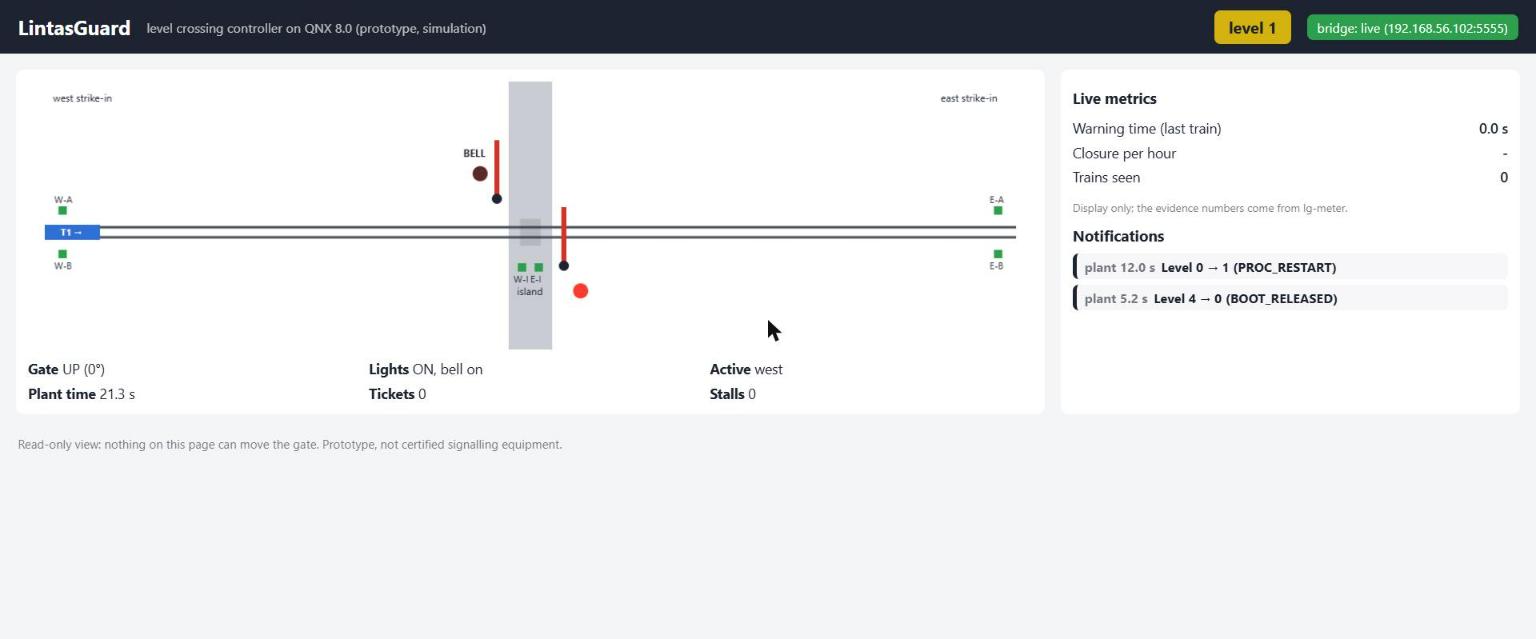 LintasGuard
level crossing controller on QNX 8.0 (prototype, simulation)
level 1
bridge: live (192.168.56.102:5555)
west strike-in
east strike-in
BELL
W-A
E-A
T1 →
W-B
E-B
W-I E-I
island
Gate UP (0°)
Lights ON, bell on
Active west
Plant time 21.3 s
Tickets 0
Stalls 0
Live metrics
Warning time (last train) 0.0 s
Closure per hour -
Trains seen 0
Display only: the evidence numbers come from lg-meter.
Notifications
plant 12.0 s Level 0 → 1 (PROC_RESTART)
plant 5.2 s Level 4 → 0 (BOOT_RELEASED)
Read-only view: nothing on this page can move the gate. Prototype, not certified signalling equipment.